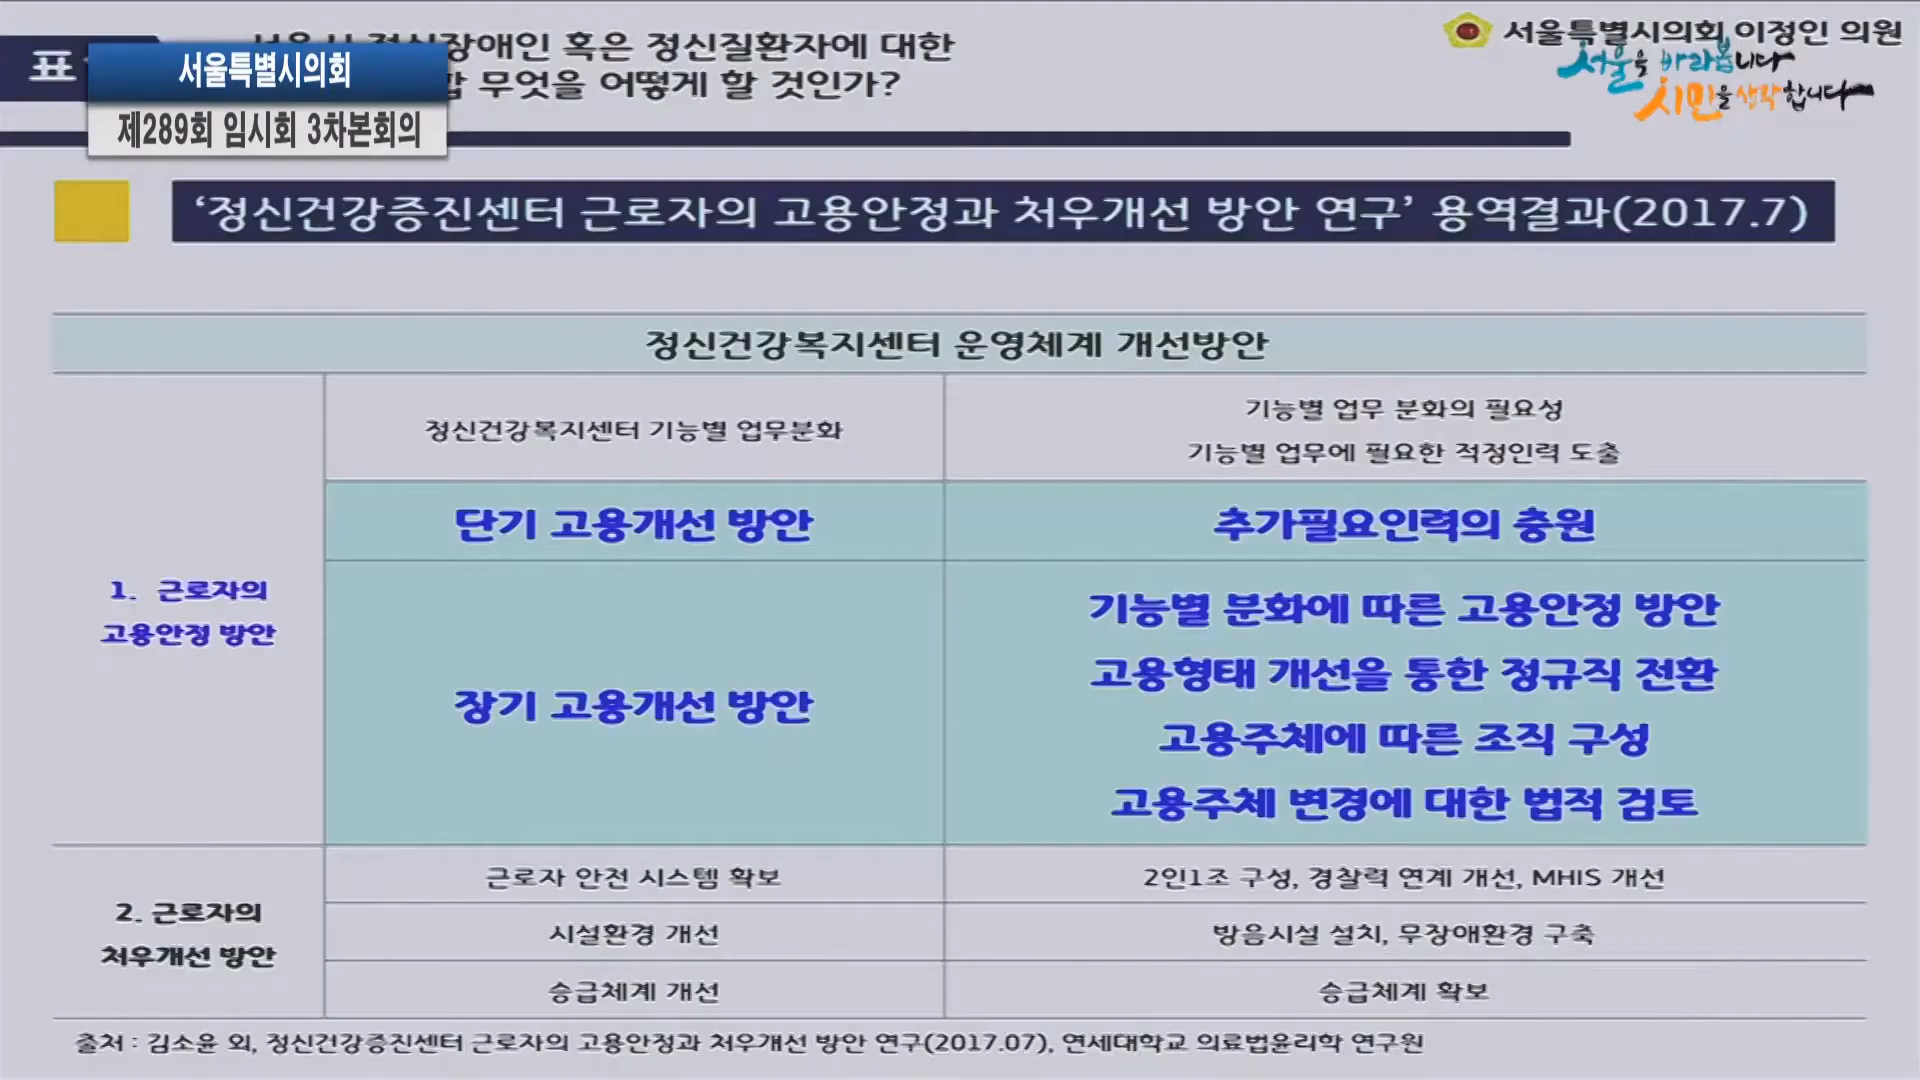 표
서울시 정신장애인 혹은 정신질환자에 대한
무엇을 어떻게 할 것인가?
서울특별시의회
제289회 임시회 3차본회의
서울특별시의회 이정인 의원
서울을 바라봅니다
시민을 생각합니다
‘정신건강증진센터 근로자의 고용안정과 처우개선 방안 연구’ 용역결과(2017.7)
정신건강복지센터 운영체계 개선방안
1. 근로자의
고용안정 방안
정신건강복지센터 기능별 업무분화
기능별 업무 분화의 필요성
기능별 업무에 필요한 적정인력 도출
단기 고용개선 방안
추가필요인력의 충원
장기 고용개선 방안
기능별 분화에 따른 고용안정 방안
고용형태 개선을 통한 정규직 전환
고용주체에 따른 조직 구성
고용주체 변경에 대한 법적 검토
2. 근로자의
처우개선 방안
근로자 안전 시스템 확보
2인1조 구성, 경찰력 연계 개선, MHIS 개선
시설환경 개선
방음시설 설치, 무장애환경 구축
승급체계 개선
승급체계 확보
출처 : 김소윤 외, 정신건강증진센터 근로자의 고용안정과 처우개선 방안 연구(2017.07), 연세대학교 의료법윤리학 연구원